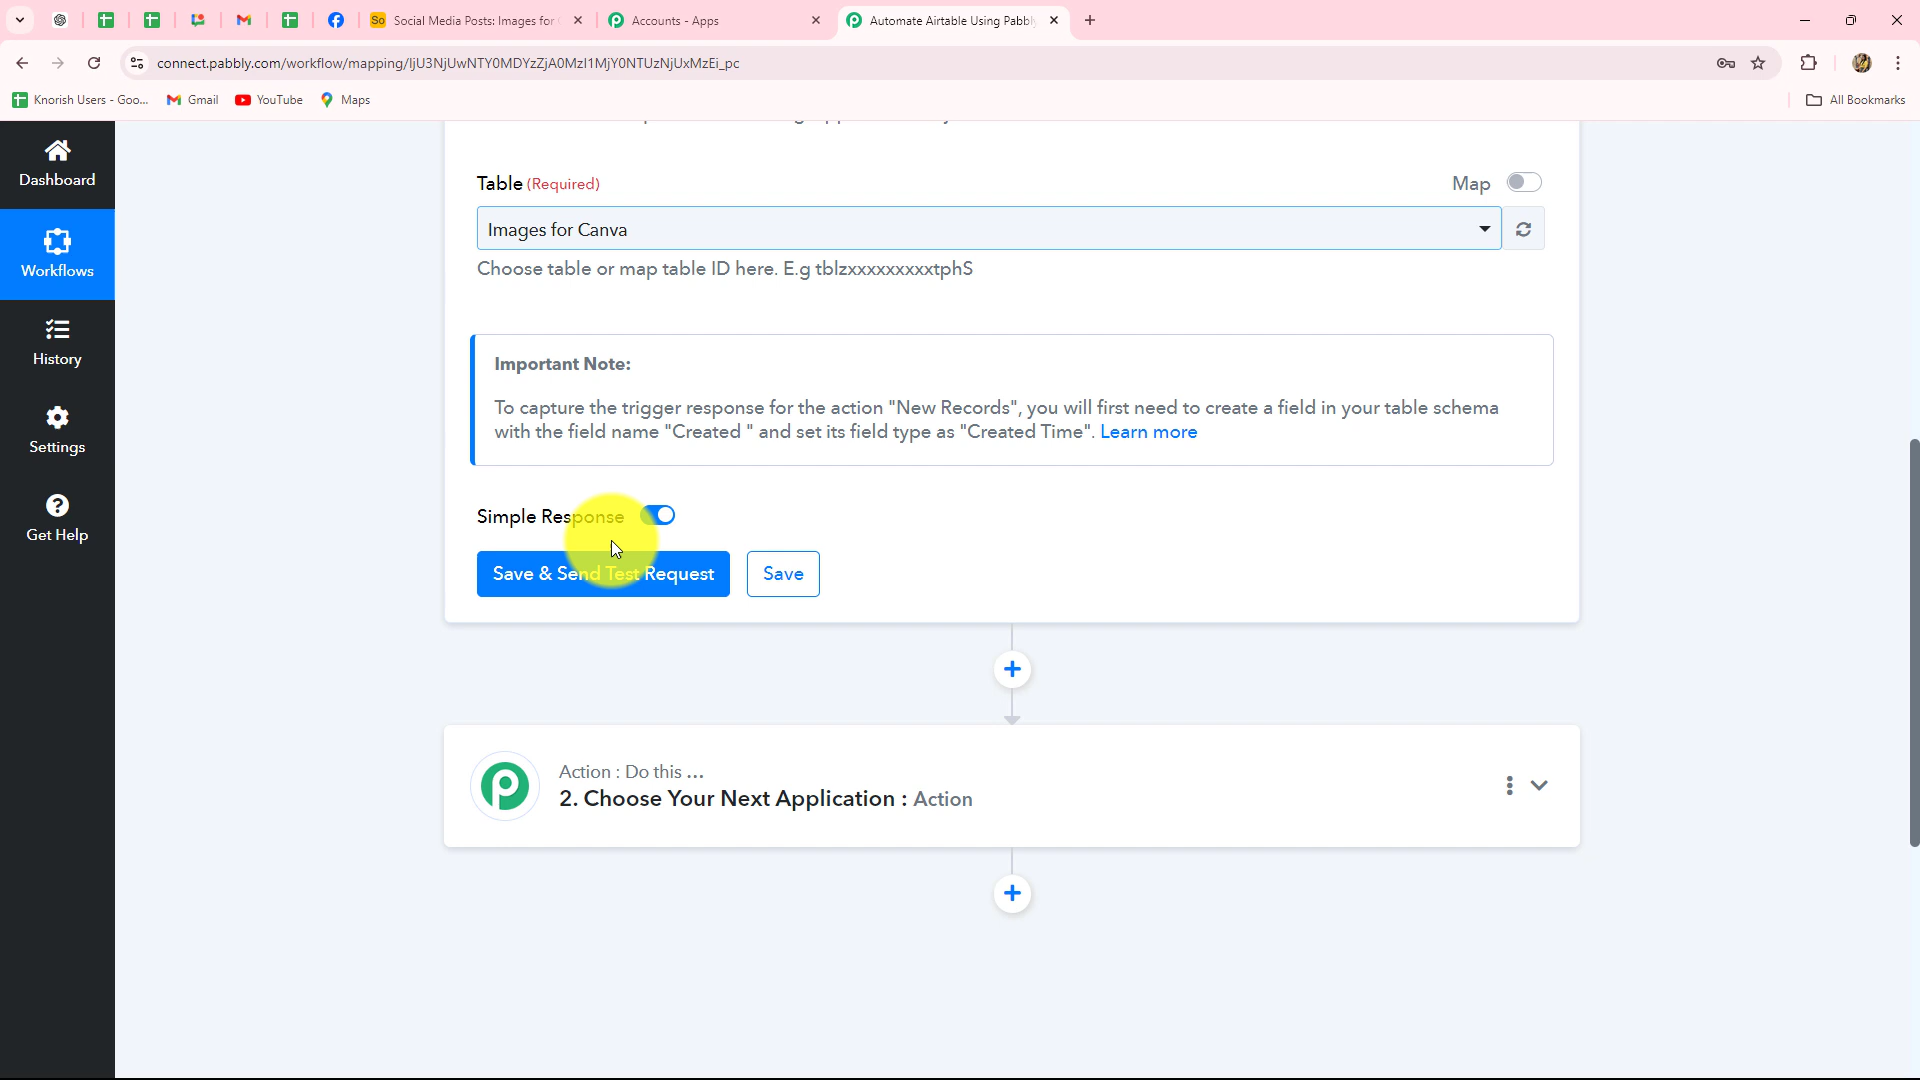 Social Media Posts: Images for
Accounts - Apps
Automate Airtable Using Pabbly
connect.pabbly.com/workflow/mapping/IjU3NjUwNTY0MDYzZjA0MzI1MjY0NTUzNjUxMzEi_pc
Knorish Users - Goo...
Gmail
YouTube
Maps
All Bookmarks
Dashboard
Workflows
History
Settings
Get Help
Table (Required)
Map
Images for Canva
Choose table or map table ID here. E.g tblzxxxxxxxxxtphS
Important Note:
To capture the trigger response for the action "New Records", you will first need to create a field in your table schema
with the field name "Created " and set its field type as "Created Time". Learn more
Simple Response
Save & Send Test Request
Save
Action : Do this ...
2. Choose Your Next Application : Action